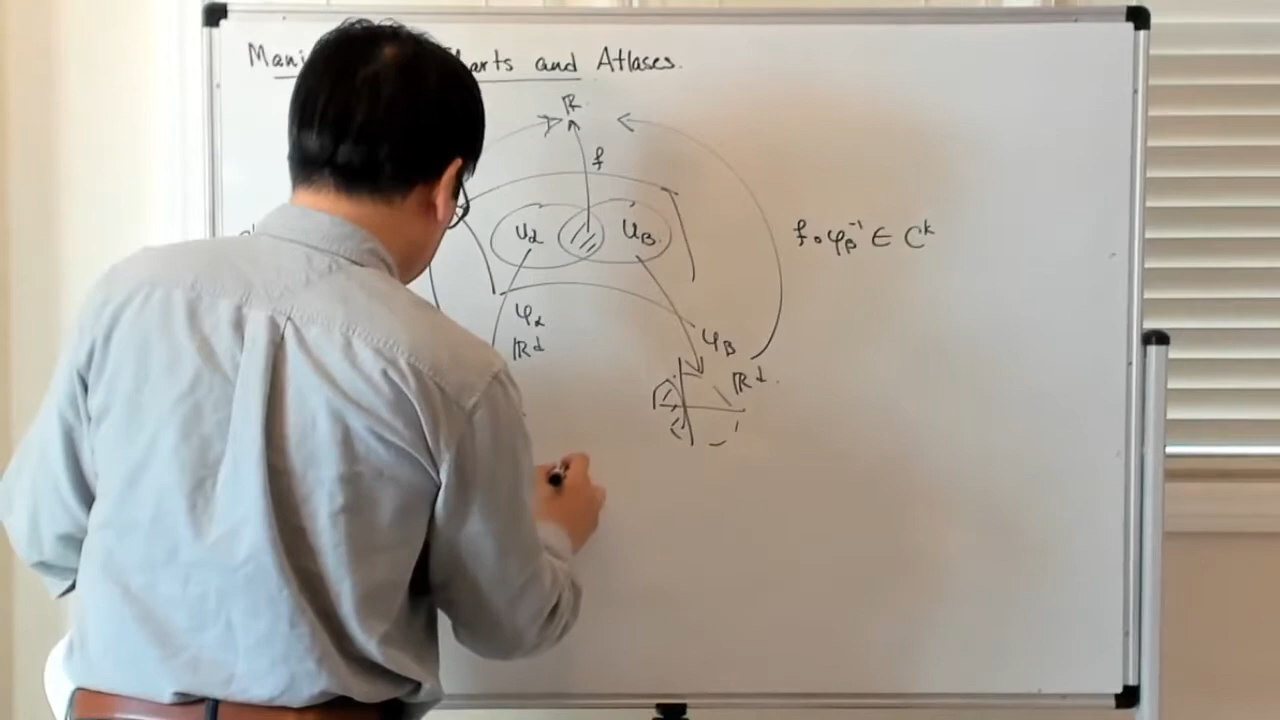 Mani arts and Atlases.
ℝ
f
U_α U_β
f∘φ_β⁻¹ ∈ C^k
φ_α
ℝ^d
φ_β
ℝ^d.